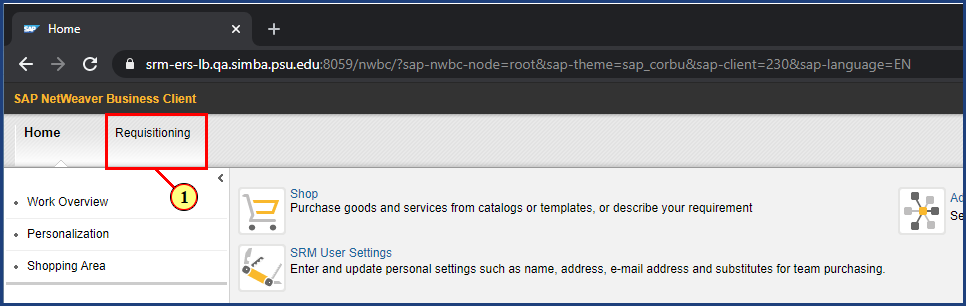 SAP Home
srm-ers-lb.qa.simba.psu.edu:8059/nwbc/?sap-nwbc-node=root&sap-theme=sap_corbu&sap-client=230&sap-language=EN
SAP NetWeaver Business Client
Home Requisitioning
1
Work Overview
Personalization
Shopping Area
Shop
Purchase goods and services from catalogs or templates, or describe your requirement
SRM User Settings
Enter and update personal settings such as name, address, e-mail address and substitutes for team purchasing.
Ad
Se